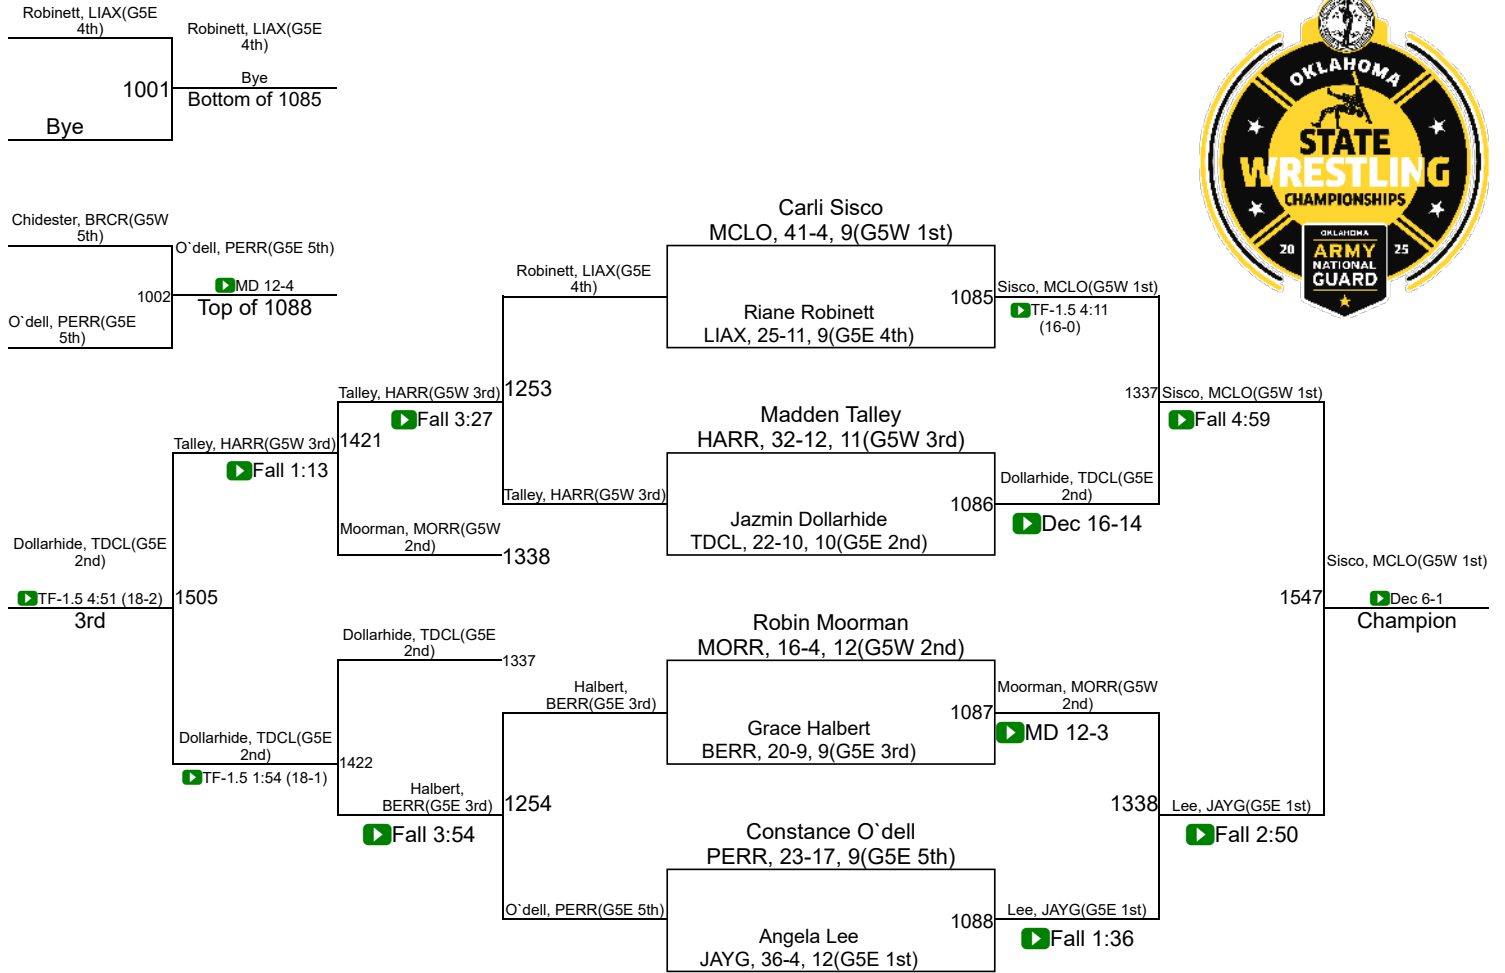 Robinett, LIAX(G5E
4th)
Robinett, LIAX(G5E
4th)
1001
Bye
Bottom of 1085
Bye
OKLAHOMA
STATE
WRESTLING
CHAMPIONSHIPS
20
25
OKLAHOMA
ARMY
NATIONAL
GUARD
Chidester, BRCR(G5W
5th)
O`dell, PERR(G5E 5th)
1002
MD 12-4
Top of 1088
O`dell, PERR(G5E
5th)
Carli Sisco
MCLO, 41-4, 9(G5W 1st)
Robinett, LIAX(G5E
4th)
1085
Sisco, MCLO(G5W 1st)
TF-1.5 4:11
(16-0)
Riane Robinett
LIAX, 25-11, 9(G5E 4th)
Talley, HARR(G5W 3rd)
1253
Fall 3:27
1337
Sisco, MCLO(G5W 1st)
Fall 4:59
Madden Talley
HARR, 32-12, 11(G5W 3rd)
Talley, HARR(G5W 3rd)
1421
Fall 1:13
Talley, HARR(G5W 3rd)
1086
Dollarhide, TDCL(G5E
2nd)
Dec 16-14
Jazmin Dollarhide
TDCL, 22-10, 10(G5E 2nd)
Moorman, MORR(G5W
2nd)
1338
Dollarhide, TDCL(G5E
2nd)
TF-1.5 4:51 (18-2)
3rd
1505
Sisco, MCLO(G5W 1st)
1547
Dec 6-1
Champion
Robin Moorman
MORR, 16-4, 12(G5W 2nd)
Dollarhide, TDCL(G5E
2nd)
1337
Halbert,
BERR(G5E 3rd)
1087
Moorman, MORR(G5W
2nd)
MD 12-3
Grace Halbert
BERR, 20-9, 9(G5E 3rd)
Dollarhide, TDCL(G5E
2nd)
1422
TF-1.5 1:54 (18-1)
Halbert,
BERR(G5E 3rd)
1254
Fall 3:54
1338
Lee, JAYG(G5E 1st)
Fall 2:50
Constance O`dell
PERR, 23-17, 9(G5E 5th)
O`dell, PERR(G5E 5th)
1088
Lee, JAYG(G5E 1st)
Fall 1:36
Angela Lee
JAYG, 36-4, 12(G5E 1st)